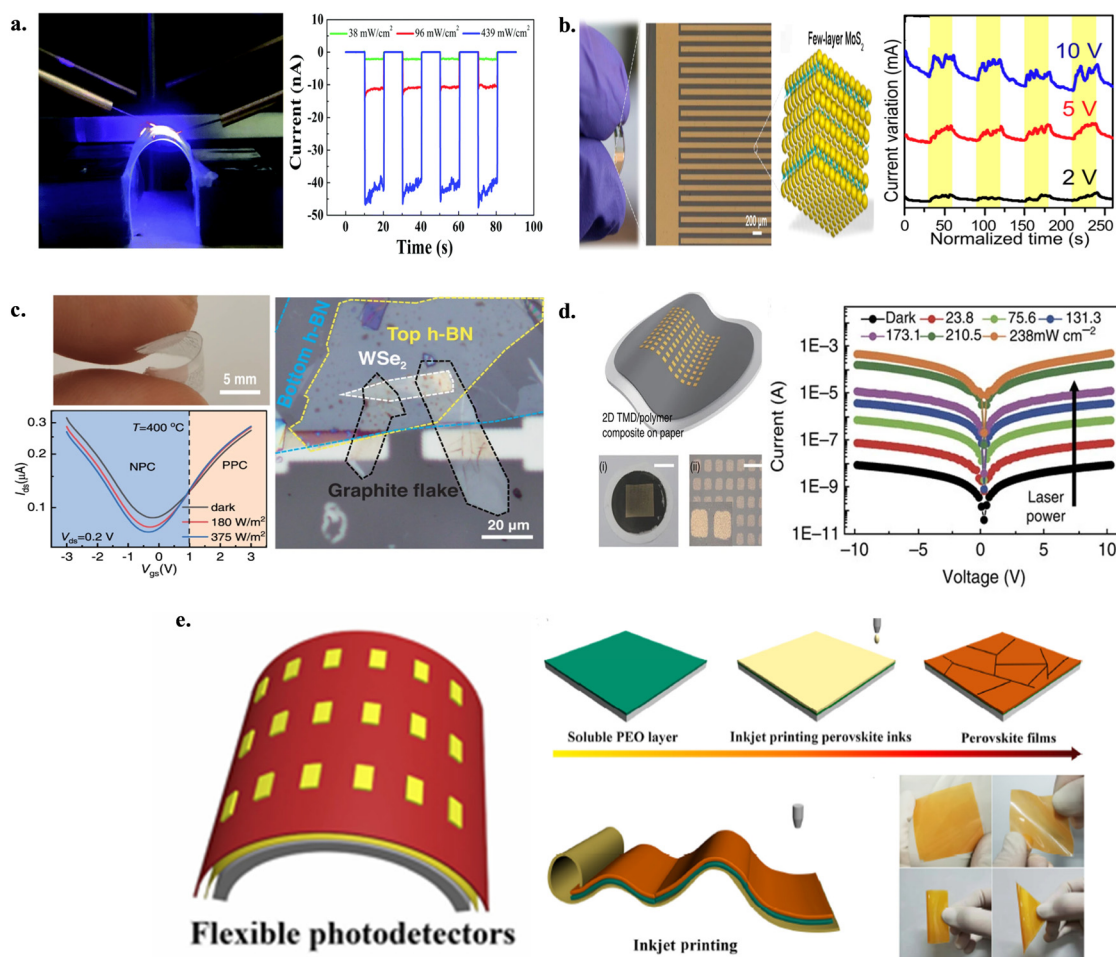 a.
38 mW/cm² 96 mW/cm² 439 mW/cm²
Current (nA)
0
-10
-20
-30
-40
-50
0 20 40 60 80 100
Time (s)
b.
200 μm
Few-layer MoS₂
Current variation (mA)
10 V
5 V
2 V
0 50 100 150 200 250
Normalized time (s)
c.
5 mm
T=400 °C
NPC PPC
I_ds(μA)
0.3
0.2
0.1
dark
180 W/m²
375 W/m²
V_ds=0.2 V
-3 -2 -1 0 1 2 3
V_gs(V)
Bottom h-BN
Top h-BN
WSe₂
Graphite flake
20 μm
d.
2D TMD/polymer
composite on paper
(i) (ii)
Dark 23.8 75.6 131.3
173.1 210.5 238mW cm⁻²
Current (A)
1E-3
1E-5
1E-7
1E-9
1E-11
Laser
power
-10 -5 0 5 10
Voltage (V)
e.
Flexible photodetectors
Soluble PEO layer
Inkjet printing perovskite inks
Perovskite films
Inkjet printing